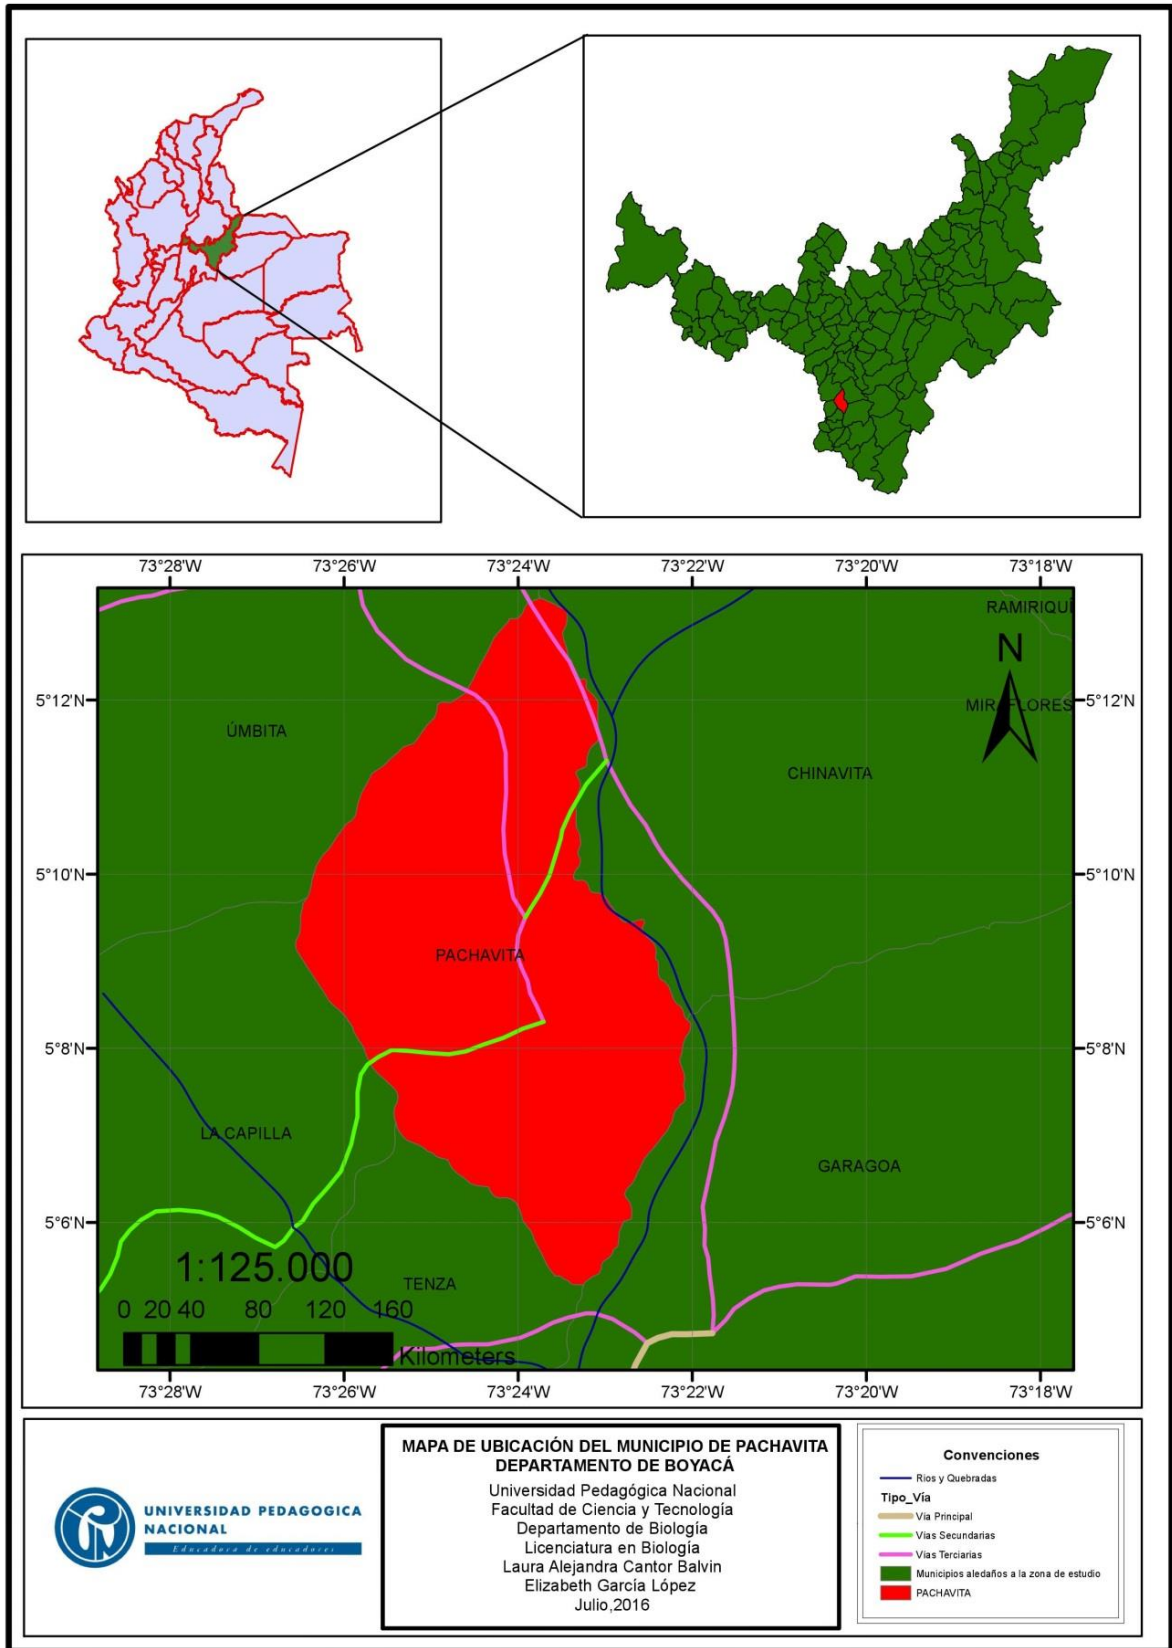 73°28'W 73°26'W 73°24'W 73°22'W 73°20'W 73°18'W
RAMIRIQUÍ
N
5°12'N 5°12'N
MIRAFLORES
ÚMBITA
CHINAVITA
5°10'N 5°10'N
PACHAVITA
5°8'N 5°8'N
LA CAPILLA
GARAGOA
5°6'N 5°6'N
1:125.000
TENZA
0 20 40 80 120 160
Kilometers
73°28'W 73°26'W 73°24'W 73°22'W 73°20'W 73°18'W
UNIVERSIDAD PEDAGOGICA
NACIONAL
Educadora de educadores
MAPA DE UBICACIÓN DEL MUNICIPIO DE PACHAVITA
DEPARTAMENTO DE BOYACÁ
Universidad Pedagógica Nacional
Facultad de Ciencia y Tecnología
Departamento de Biología
Licenciatura en Biología
Laura Alejandra Cantor Balvin
Elizabeth García López
Julio,2016
Convenciones
Rios y Quebradas
Tipo_Vía
Vía Principal
Vías Secundarias
Vías Terciarias
Municipios aledaños a la zona de estudio
PACHAVITA